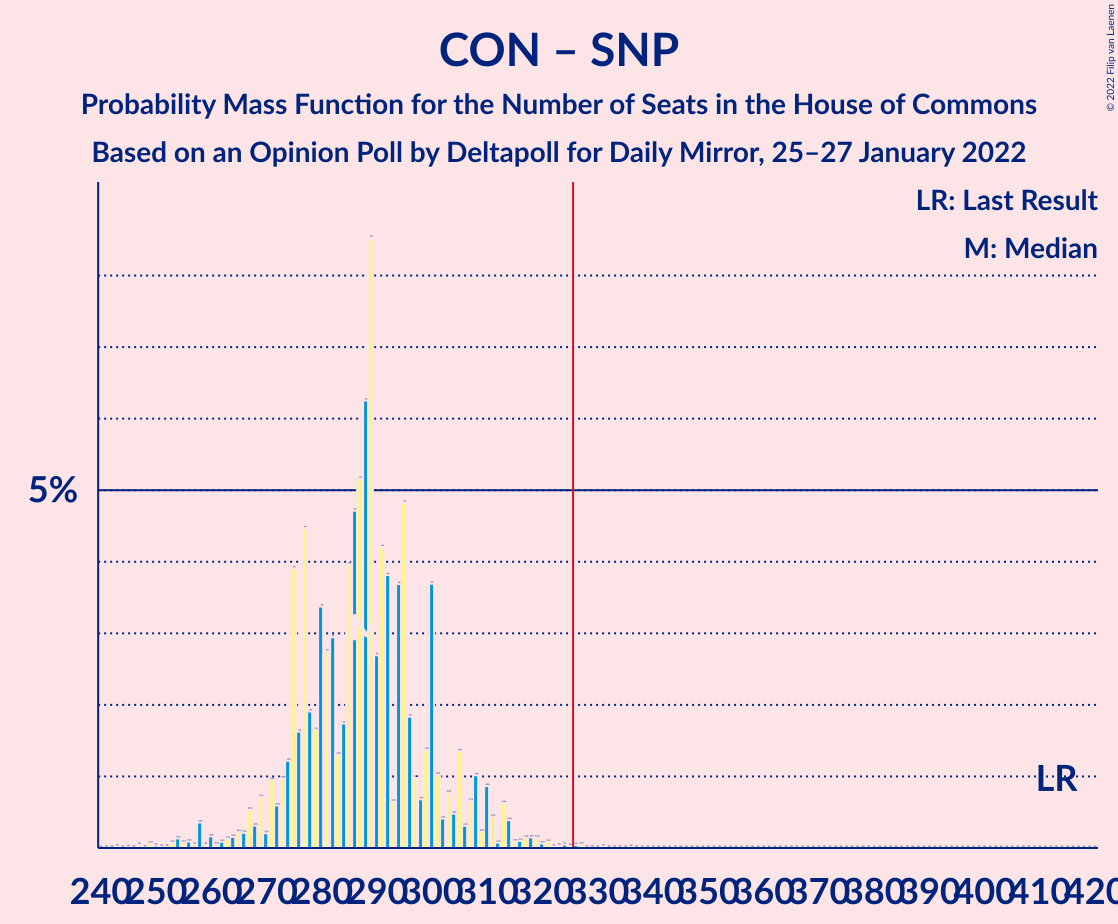 CON – SNP
Probability Mass Function for the Number of Seats in the House of Commons
Based on an Opinion Poll by Deltapoll for Daily Mirror, 25–27 January 2022
© 2022 Filip van Laenen
LR: Last Result
M: Median
5%
LR
240 250 260 270 280 290 300 310 320 330 340 350 360 370 380 390 400 410 420